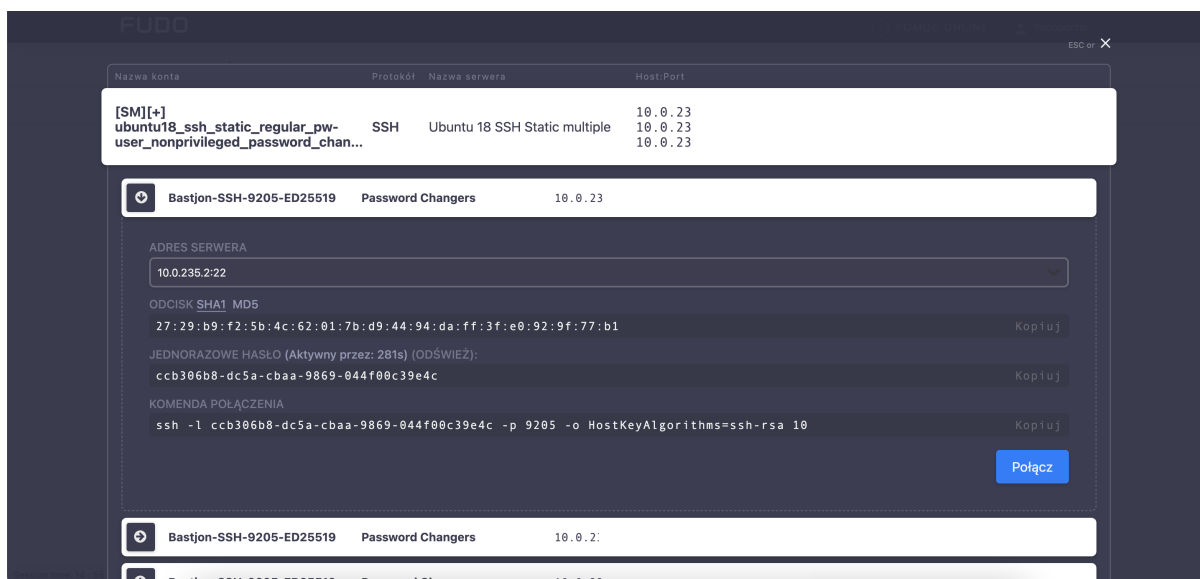 FUDO
ESC or ✕
Nazwa konta Protokół Nazwa serwera Host:Port
[SM][+]
ubuntu18_ssh_static_regular_pw-
user_nonprivileged_password_chan...
SSH Ubuntu 18 SSH Static multiple
10.0.23
10.0.23
10.0.23
Bastjon-SSH-9205-ED25519 Password Changers 10.0.23
ADRES SERWERA
10.0.235.2:22
ODCISK SHA1 MD5
27:29:b9:f2:5b:4c:62:01:7b:d9:44:94:da:ff:3f:e0:92:9f:77:b1 Kopiuj
JEDNORAZOWE HASŁO (Aktywny przez: 281s) (ODŚWIEŻ):
ccb306b8-dc5a-cbaa-9869-044f00c39e4c Kopiuj
KOMENDA POŁĄCZENIA
ssh -l ccb306b8-dc5a-cbaa-9869-044f00c39e4c -p 9205 -o HostKeyAlgorithms=ssh-rsa 10 Kopiuj
Połącz
Bastjon-SSH-9205-ED25519 Password Changers 10.0.2